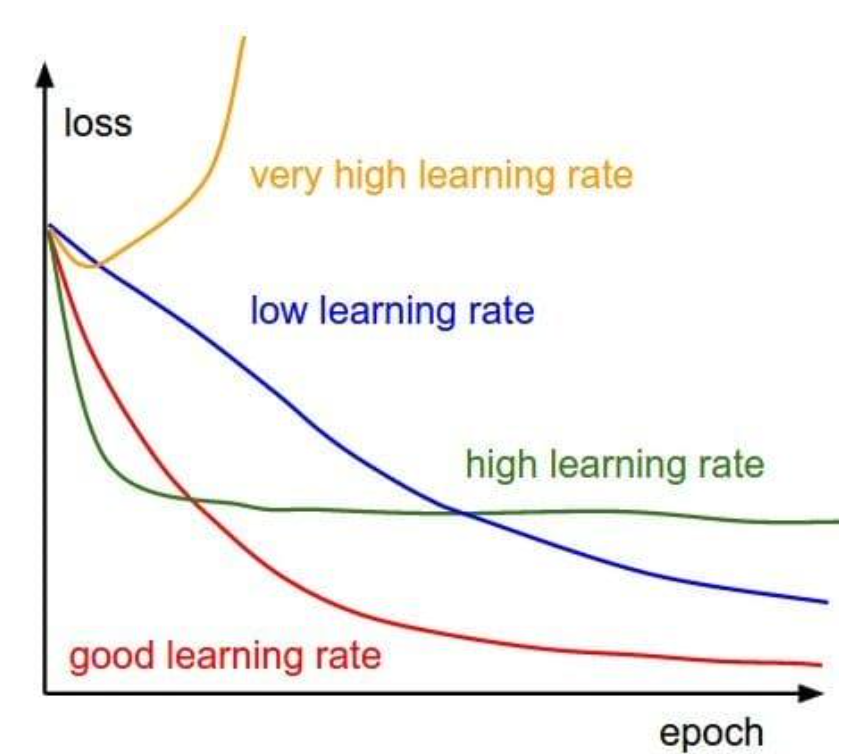 loss
very high learning rate
low learning rate
high learning rate
good learning rate
epoch